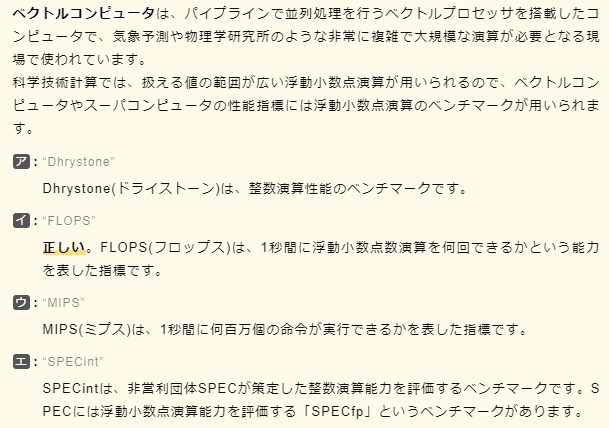 ベクトルコンピュータは、パイプラインで並列処理を行うベクトルプロセッサを搭載したコ
ンピュータで、気象予測や物理学研究所のような非常に複雑で大規模な演算が必要となる現
場で使われています。
科学技術計算では、扱える値の範囲が広い浮動小数点演算が用いられるので、ベクトルコン
ピュータやスーパコンピュータの性能指標には浮動小数点演算のベンチマークが用いられま
す。
ア：“Dhrystone”
Dhrystone(ドライストーン)は、整数演算性能のベンチマークです。
イ：“FLOPS”
正しい。FLOPS(フロップス)は、1秒間に浮動小数点数演算を何回できるかという能力
を表した指標です。
ウ：“MIPS”
MIPS(ミプス)は、1秒間に何百万個の命令が実行できるかを表した指標です。
エ：“SPECint”
SPECintは、非営利団体SPECが策定した整数演算能力を評価するベンチマークです。S
PECには浮動小数点演算能力を評価する「SPECfp」というベンチマークがあります。